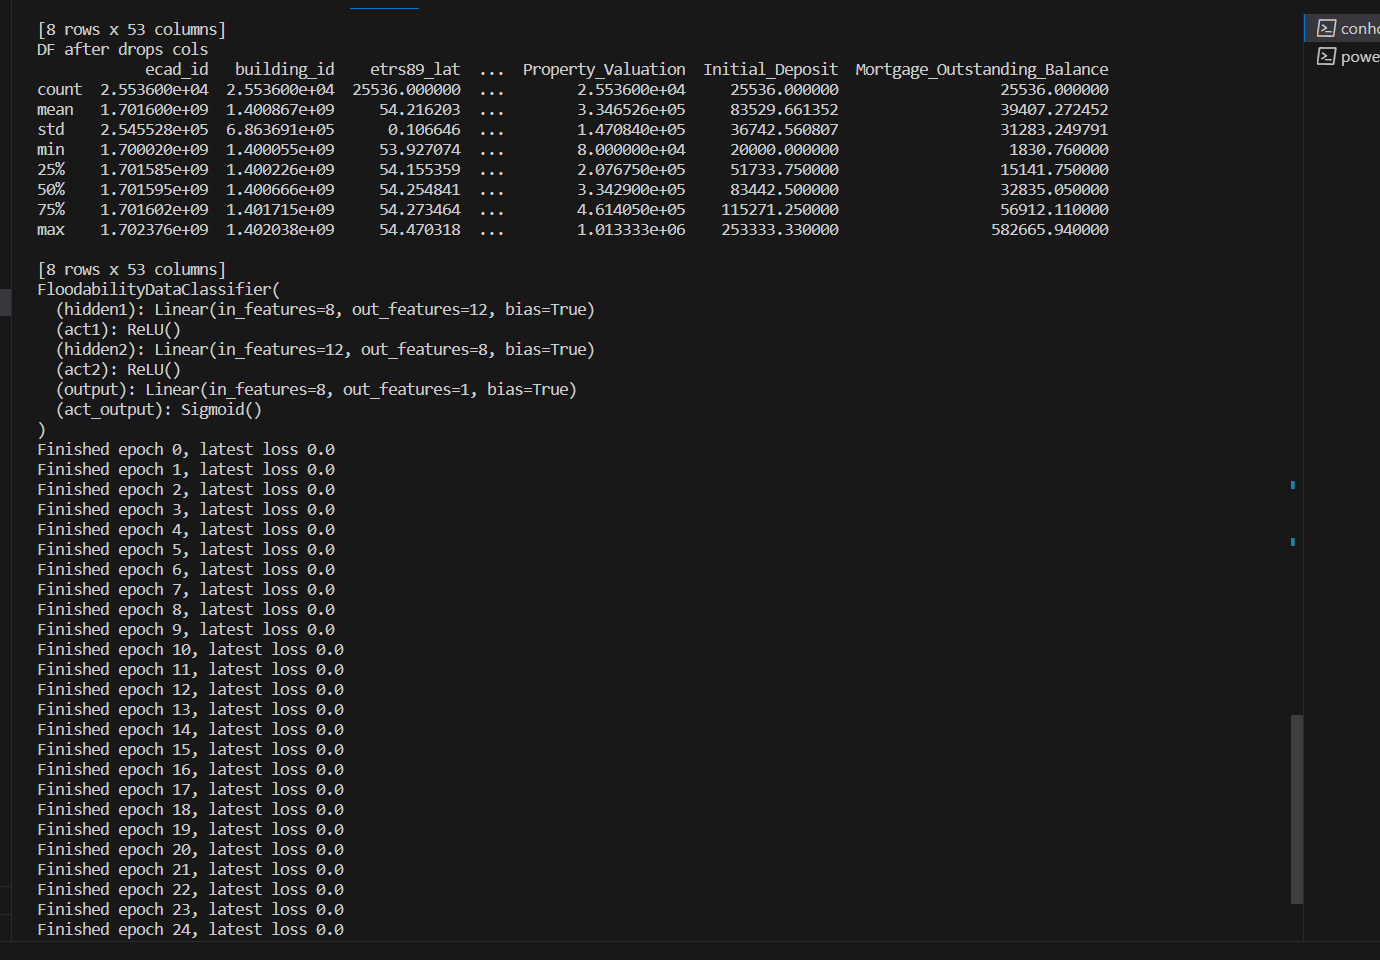 [8 rows x 53 columns]
DF after drops cols
ecad_id building_id etrs89_lat ... Property_Valuation Initial_Deposit Mortgage_Outstanding_Balance
count 2.553600e+04 2.553600e+04 25536.000000 ... 2.553600e+04 25536.000000 25536.000000
mean 1.701600e+09 1.400867e+09 54.216203 ... 3.346526e+05 83529.661352 39407.272452
std 2.545528e+05 6.863691e+05 0.106646 ... 1.470840e+05 36742.560807 31283.249791
min 1.700020e+09 1.400055e+09 53.927074 ... 8.000000e+04 20000.000000 1830.760000
25% 1.701585e+09 1.400226e+09 54.155359 ... 2.076750e+05 51733.750000 15141.750000
50% 1.701595e+09 1.400666e+09 54.254841 ... 3.342900e+05 83442.500000 32835.050000
75% 1.701602e+09 1.401715e+09 54.273464 ... 4.614050e+05 115271.250000 56912.110000
max 1.702376e+09 1.402038e+09 54.470318 ... 1.013333e+06 253333.330000 582665.940000
[8 rows x 53 columns]
FloodabilityDataClassifier(
(hidden1): Linear(in_features=8, out_features=12, bias=True)
(act1): ReLU()
(hidden2): Linear(in_features=12, out_features=8, bias=True)
(act2): ReLU()
(output): Linear(in_features=8, out_features=1, bias=True)
(act_output): Sigmoid()
)
Finished epoch 0, latest loss 0.0
Finished epoch 1, latest loss 0.0
Finished epoch 2, latest loss 0.0
Finished epoch 3, latest loss 0.0
Finished epoch 4, latest loss 0.0
Finished epoch 5, latest loss 0.0
Finished epoch 6, latest loss 0.0
Finished epoch 7, latest loss 0.0
Finished epoch 8, latest loss 0.0
Finished epoch 9, latest loss 0.0
Finished epoch 10, latest loss 0.0
Finished epoch 11, latest loss 0.0
Finished epoch 12, latest loss 0.0
Finished epoch 13, latest loss 0.0
Finished epoch 14, latest loss 0.0
Finished epoch 15, latest loss 0.0
Finished epoch 16, latest loss 0.0
Finished epoch 17, latest loss 0.0
Finished epoch 18, latest loss 0.0
Finished epoch 19, latest loss 0.0
Finished epoch 20, latest loss 0.0
Finished epoch 21, latest loss 0.0
Finished epoch 22, latest loss 0.0
Finished epoch 23, latest loss 0.0
Finished epoch 24, latest loss 0.0
conho
powe